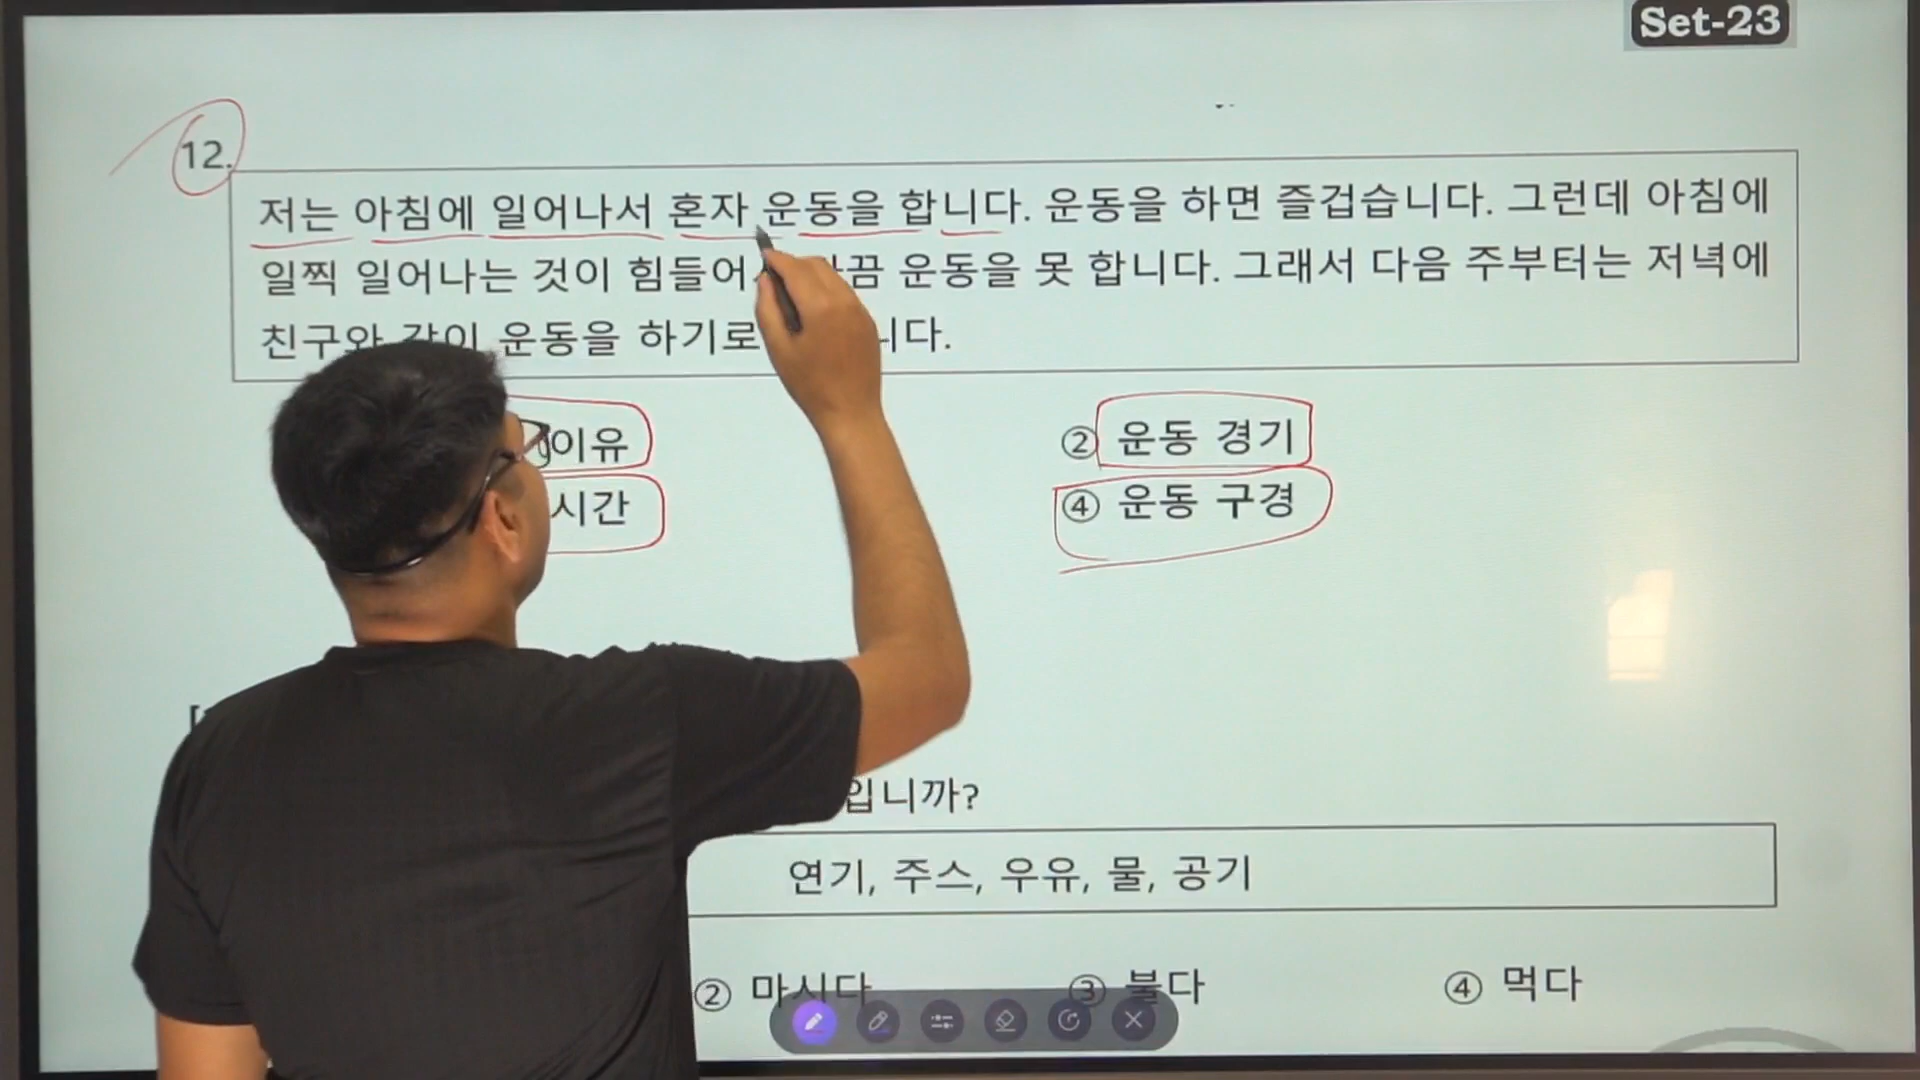 Set-23
12.
저는 아침에 일어나서 혼자 운동을 합니다. 운동을 하면 즐겁습니다. 그런데 아침에
일찍 일어나는 것이 힘들어 운동을 못 합니다. 그래서 다음 주부터는 저녁에
친구와 같이 운동을 하기로
이유 ② 운동 경기
시간 ④ 운동 구경
입니까?
연기, 주스, 우유, 물, 공기
② 마시다 ③ 불다 ④ 먹다